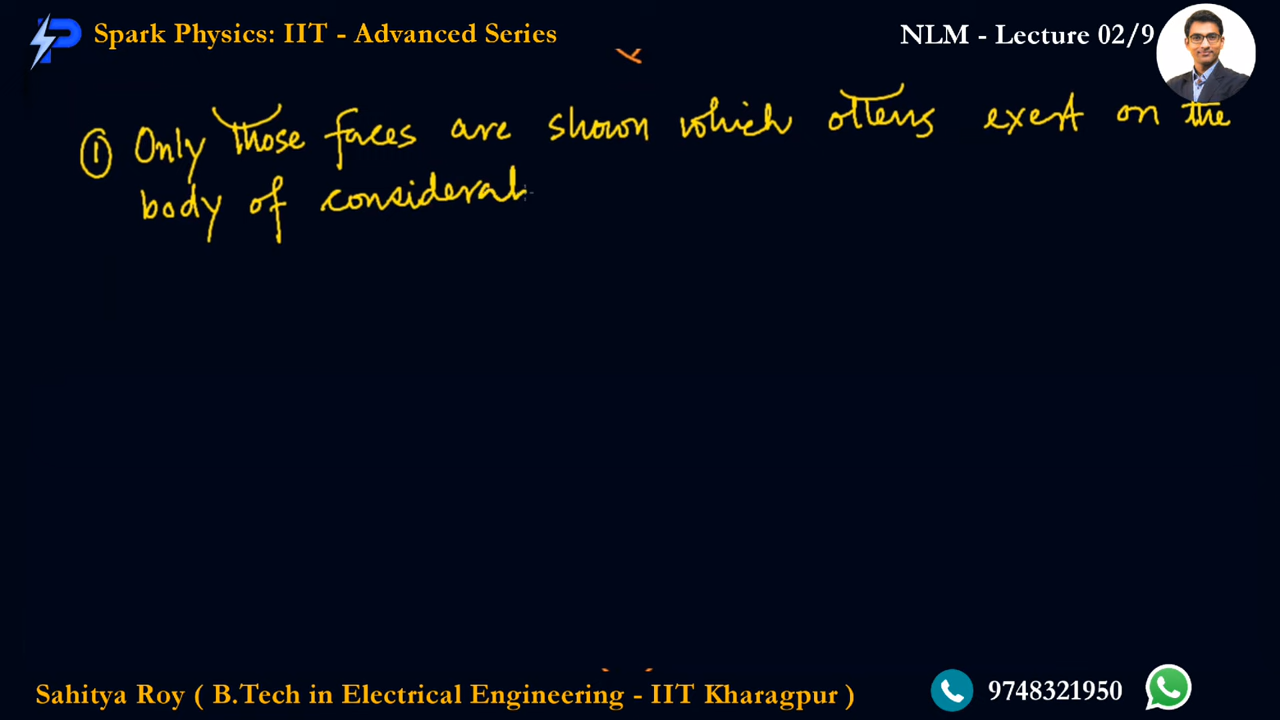 Spark Physics: IIT - Advanced Series
NLM - Lecture 02/9
① Only those forces are shown which others exert on the
body of considerat
Sahitya Roy ( B.Tech in Electrical Engineering - IIT Kharagpur )
9748321950